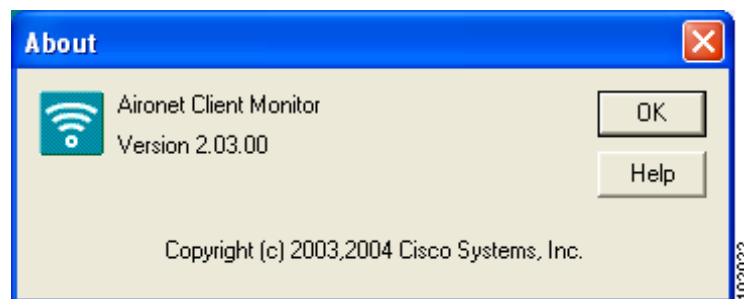 About
Aironet Client Monitor
Version 2.03.00
OK
Help
Copyright (c) 2003,2004 Cisco Systems, Inc.